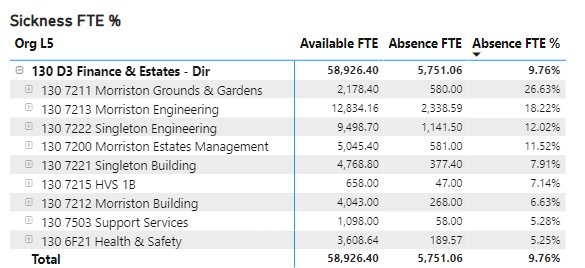 Sickness FTE %
Org L5 Available FTE Absence FTE Absence FTE %
130 D3 Finance & Estates - Dir 58,926.40 5,751.06 9.76%
130 7211 Morriston Grounds & Gardens 2,178.40 580.00 26.63%
130 7213 Morriston Engineering 12,834.16 2,338.59 18.22%
130 7222 Singleton Engineering 9,498.70 1,141.50 12.02%
130 7200 Morriston Estates Management 5,045.40 581.00 11.52%
130 7221 Singleton Building 4,768.80 377.40 7.91%
130 7215 HVS 1B 658.00 47.00 7.14%
130 7212 Morriston Building 4,043.00 268.00 6.63%
130 7503 Support Services 1,098.00 58.00 5.28%
130 6F21 Health & Safety 3,608.64 189.57 5.25%
Total 58,926.40 5,751.06 9.76%